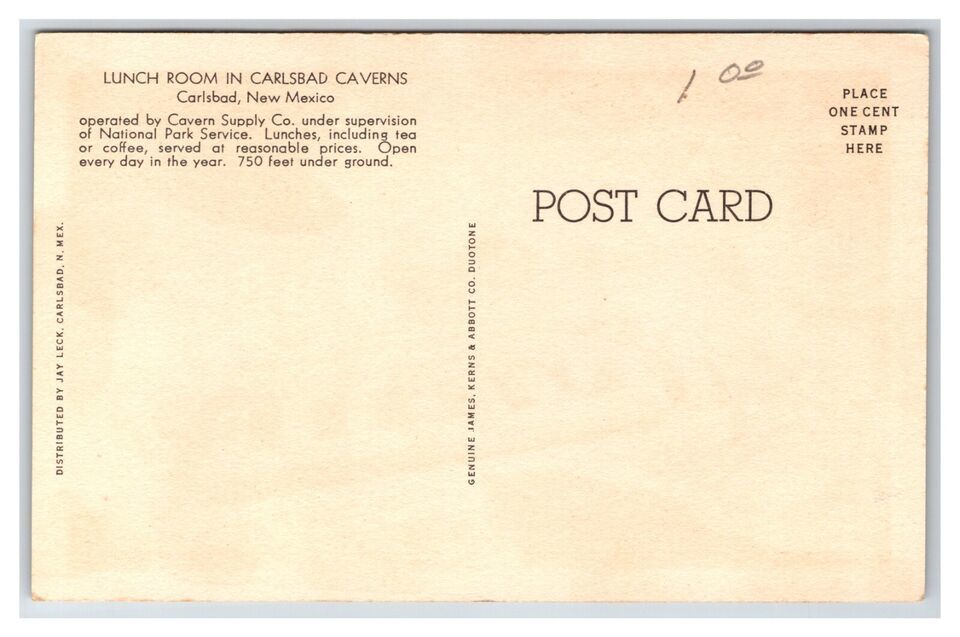 LUNCH ROOM IN CARLSBAD CAVERNS
Carlsbad, New Mexico
operated by Cavern Supply Co. under supervision
of National Park Service. Lunches, including tea
or coffee, served at reasonable prices. Open
every day in the year. 750 feet under ground.
DISTRIBUTED BY JAY LECK, CARLSBAD, N. MEX.
GENUINE JAMES, KERNS & ABBOTT CO. DUOTONE
1 00
PLACE
ONE CENT
STAMP
HERE
POST CARD